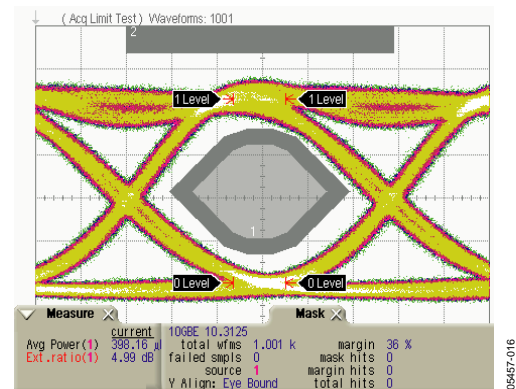 ( Acq Limit Test ) Waveforms: 1001
2
1 Level 1 Level
1
0 Level 0 Level
Measure Mask
current
Avg Power(1) 398.16 µ
Ext.ratio(1) 4.99 dB
10GBE 10.3125
total wfms 1.001 k margin 36 %
failed smpls 0 mask hits 0
source 1 margin hits 0
Y Align: Eye Bound total hits 0
05457-016